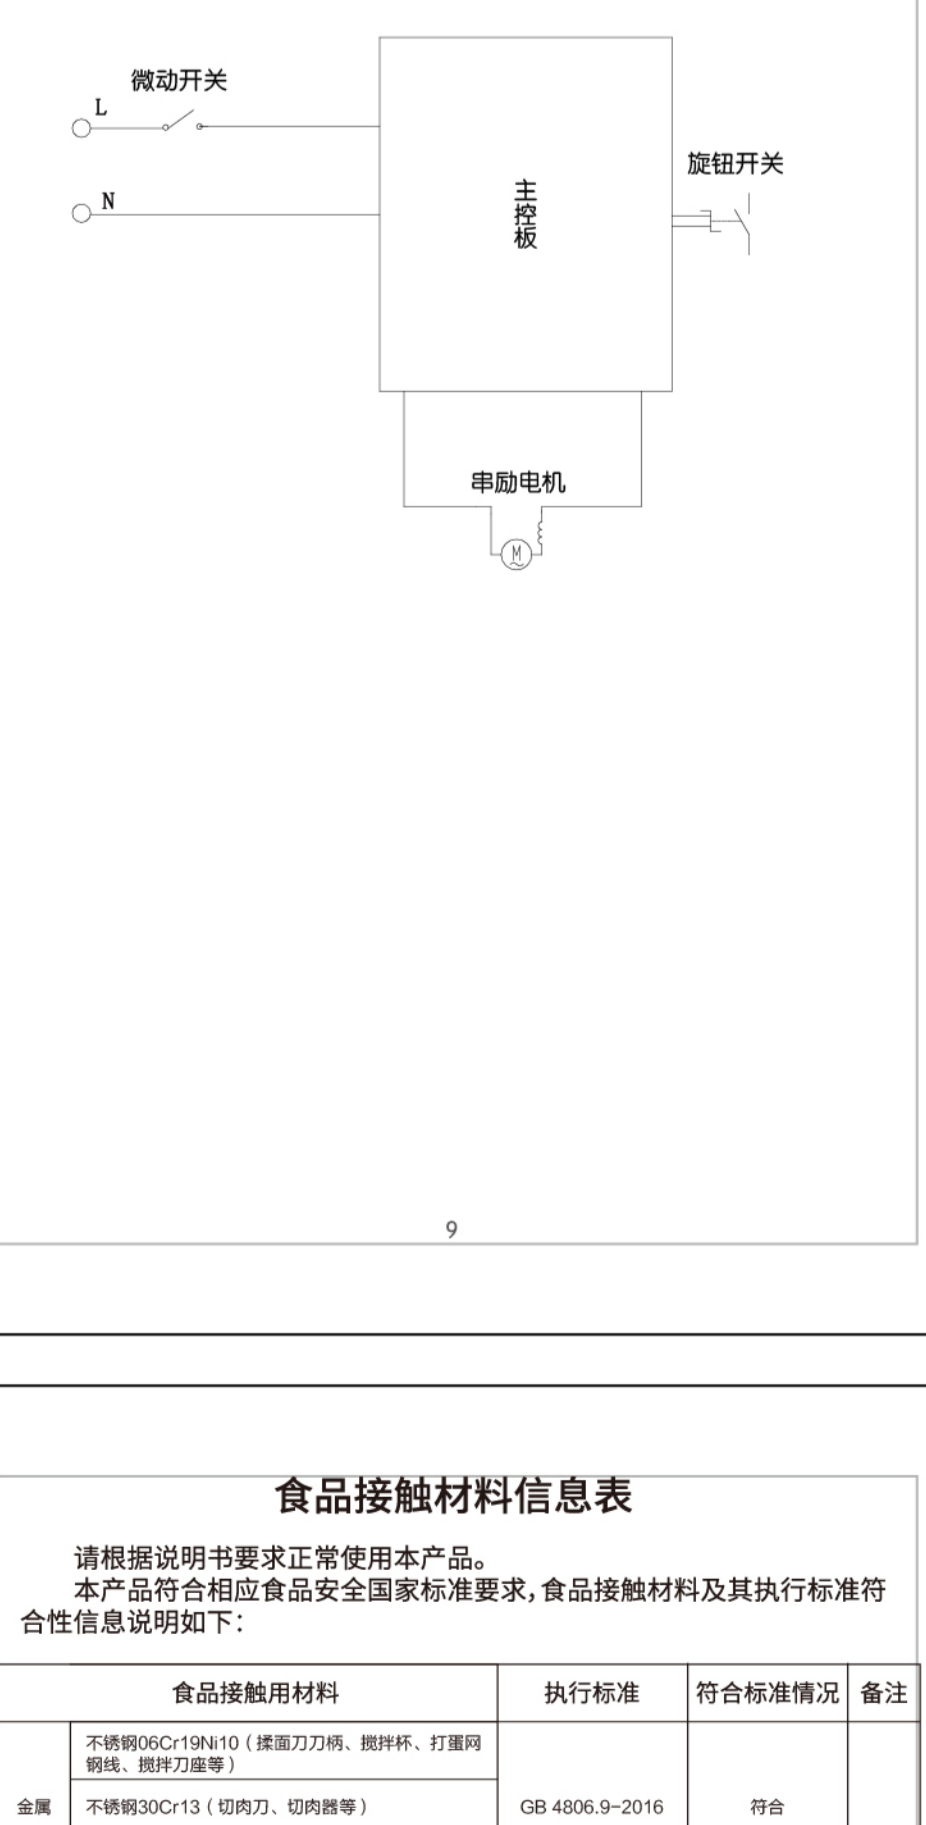 微动开关
L
旋钮开关
N
主控板
串励电机
M
9
食品接触材料信息表
请根据说明书要求正常使用本产品。
本产品符合相应食品安全国家标准要求,食品接触材料及其执行标准符
合性信息说明如下：
食品接触用材料 执行标准 符合标准情况 备注
不锈钢06Cr19Ni10（揉面刀刀柄、搅拌杯、打蛋网
钢线、搅拌刀座等）
金属 不锈钢30Cr13（切肉刀、切肉器等） GB 4806.9-2016 符合